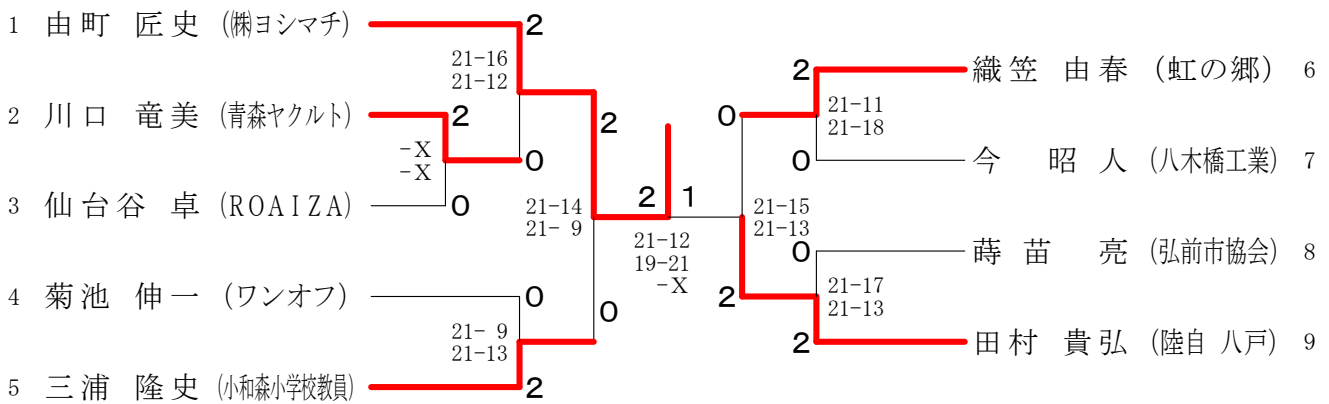 1 由町 匠史 (㈱ヨシマチ)
2
21-16
21-12
2 川口 竜美 (青森ヤクルト)
2
-X
-X
0
3 仙台谷 卓 (ROAIZA)
0
2
21-14
21- 9
4 菊池 伸一 (ワンオフ)
0
21- 9
21-13
0
5 三浦 隆史 (小和森小学校教員)
2
2 1
21-12
19-21
-X
2 織笠 由春 (虹の郷) 6
0
21-11
21-18
0 今 昭人 (八木橋工業) 7
21-15
21-13
0 蒔苗 亮 (弘前市協会) 8
2
21-17
21-13
2 田村 貴弘 (陸自 八戸) 9